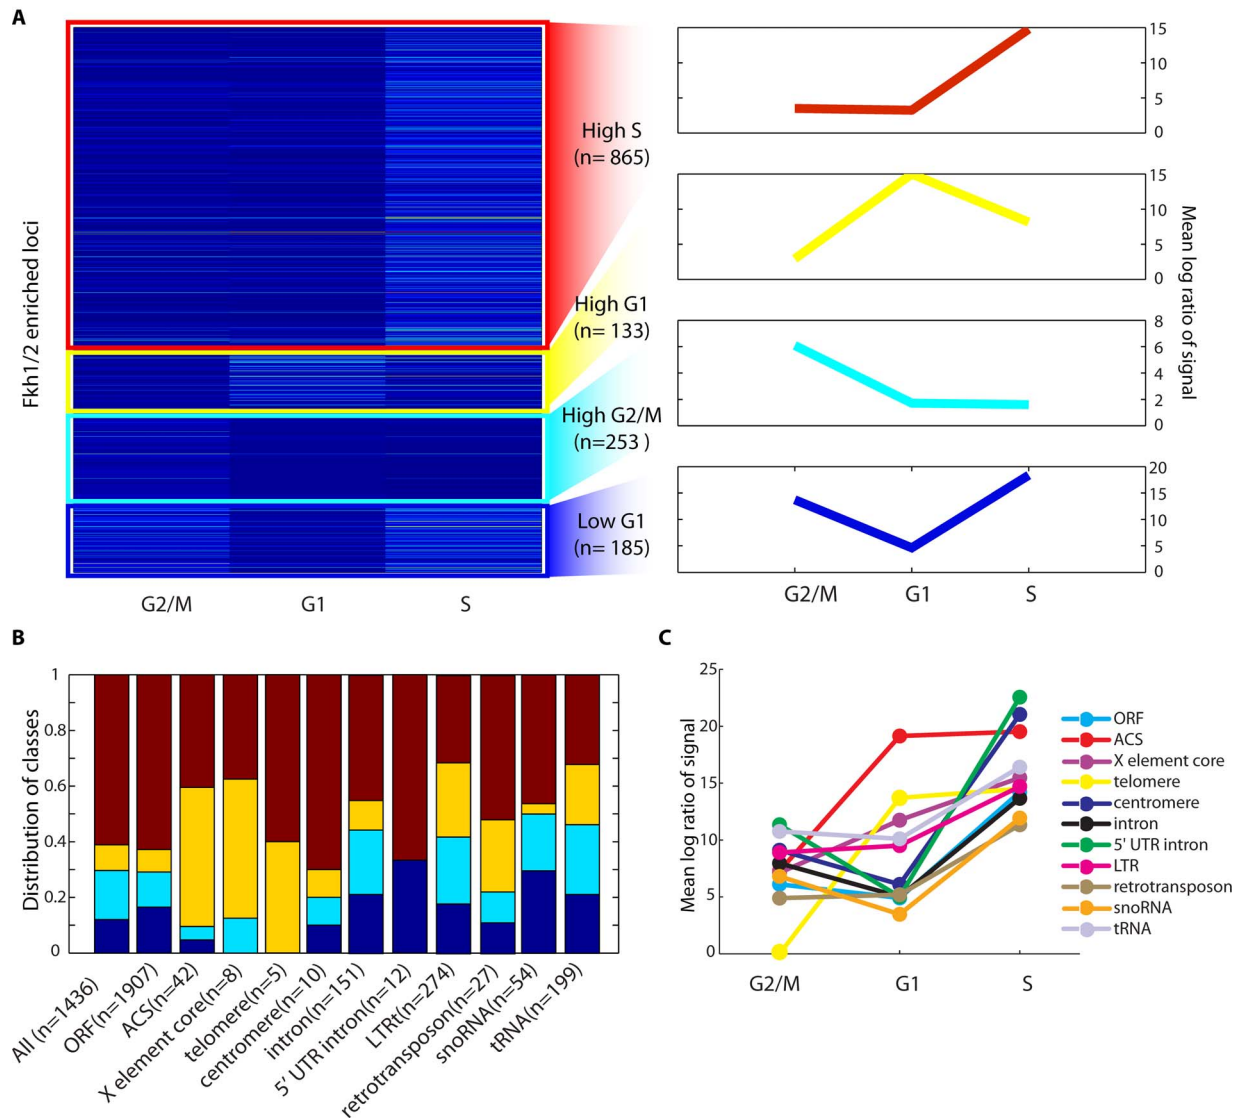 A
Fkh1/2 enriched loci
High S
(n= 865)
High G1
(n= 133)
High G2/M
(n=253 )
Low G1
(n= 185)
G2/M
G1
S
15
10
5
0
15
10
5
0
8
6
4
2
0
20
15
10
5
0
Mean log ratio of signal
G2/M
G1
S
B
Distribution of classes
1
0.8
0.6
0.4
0.2
0
All (n=1436)
ORF(n=1907)
ACS(n=42)
X element core(n=8)
telomere(n=5)
centromere(n=10)
intron(n=151)
5' UTR intron(n=12)
LTRt(n=274)
retrotransposon(n=27)
snoRNA(n=54)
tRNA(n=199)
C
Mean log ratio of signal
25
20
15
10
5
0
G2/M
G1
S
ORF
ACS
X element core
telomere
centromere
intron
5' UTR intron
LTR
retrotransposon
snoRNA
tRNA